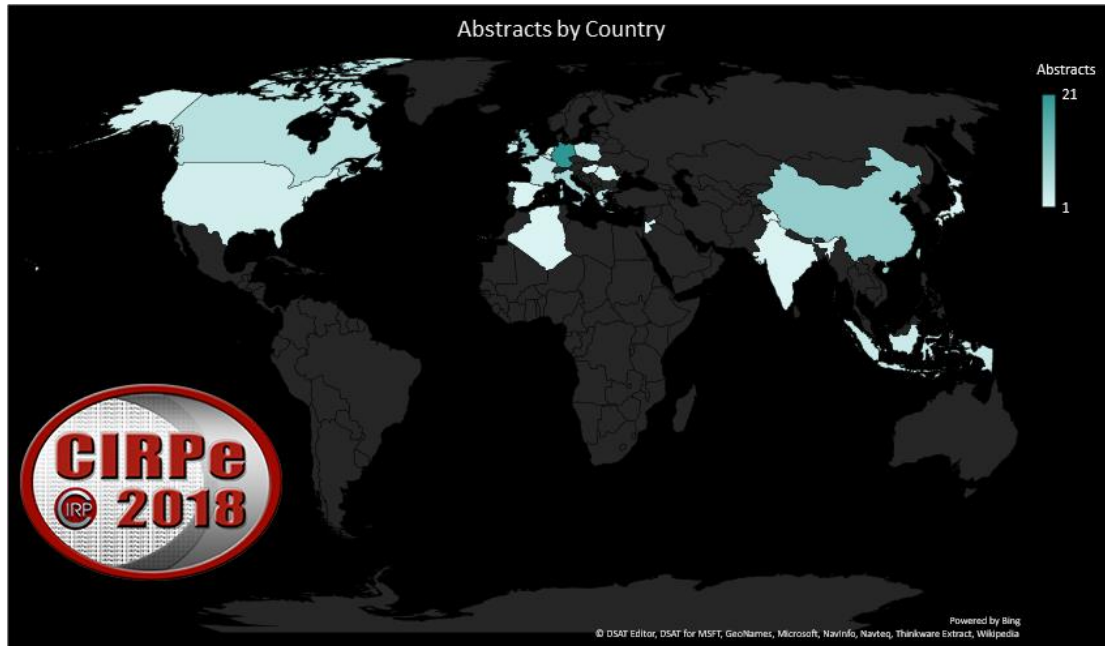 Abstracts by Country
Abstracts
21
1
CIRPe
CIRP
2018
Powered by Bing
© DSAT Editor, DSAT for MSFT, GeoNames, Microsoft, NavInfo, Navteq, Thinkware Extract, Wikipedia